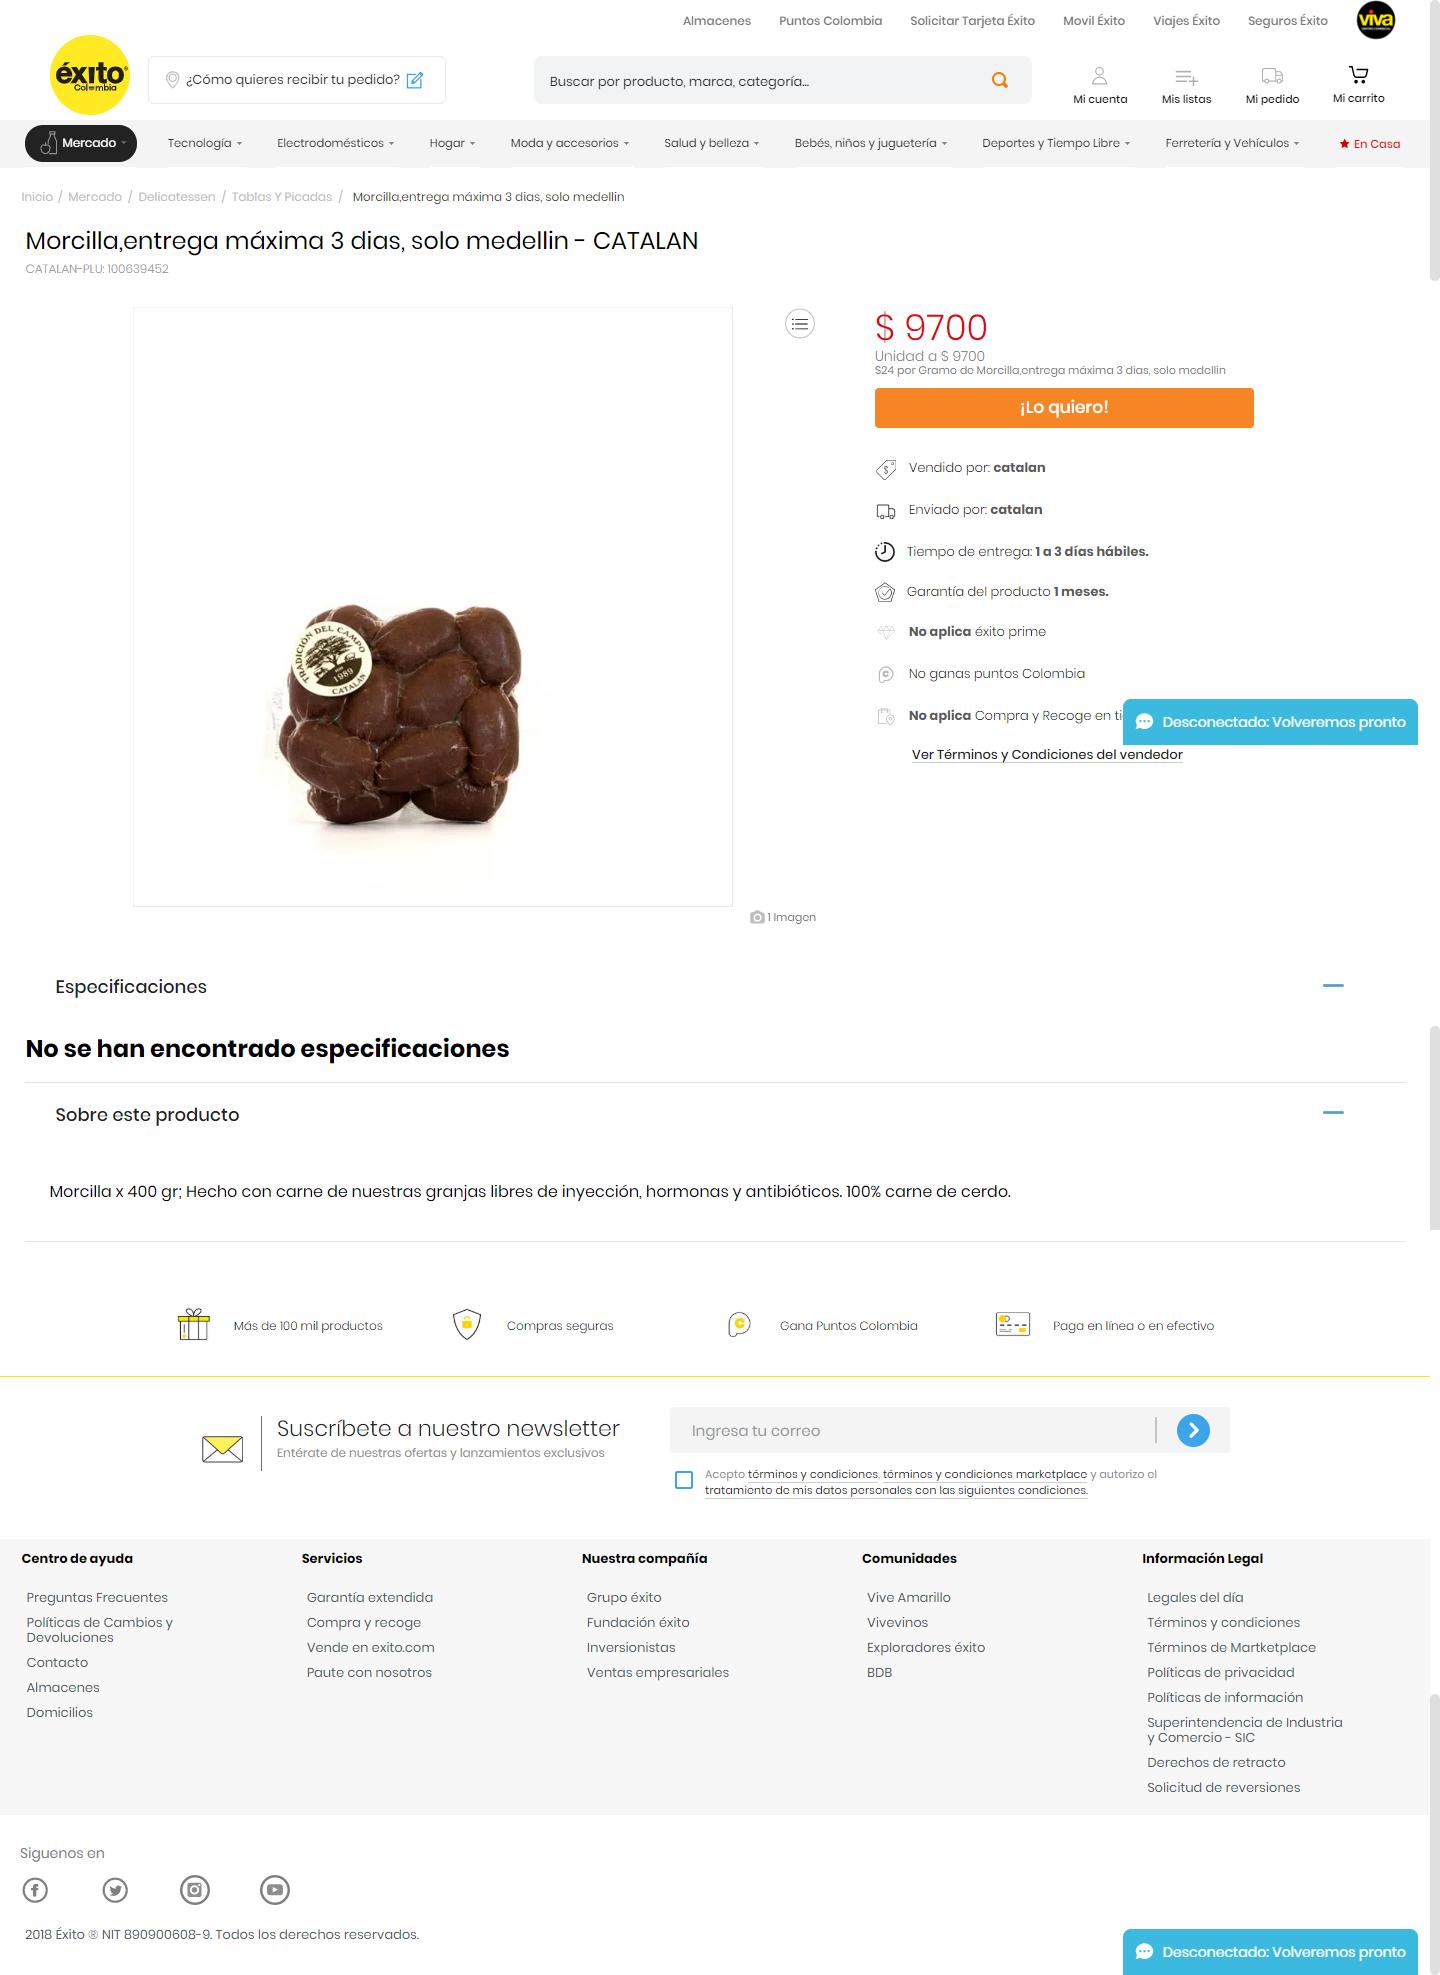 Almacenes Puntos Colombia Solicitar Tarjeta Éxito Movil Éxito Viajes Éxito Seguros Éxito viva
éxito
Colombia
¿Cómo quieres recibir tu pedido?
Buscar por producto, marca, categoría...
Mi cuenta Mis listas Mi pedido Mi carrito
Mercado Tecnología Electrodomésticos Hogar Moda y accesorios Salud y belleza Bebés, niños y juguetería Deportes y Tiempo Libre Ferretería y Vehículos En Casa
Inicio / Mercado / Delicatessen / Tablas Y Picadas / Morcilla,entrega máxima 3 dias, solo medellin
Morcilla,entrega máxima 3 dias, solo medellin - CATALAN
CATALAN-PLU: 100639452
TRADICIÓN DEL CAMPO
1989
CATALAN
1 Imagen
$ 9700
Unidad a $ 9700
$24 por Gramo de Morcilla,entrega máxima 3 dias, solo medellin
¡Lo quiero!
Vendido por: catalan
Enviado por: catalan
Tiempo de entrega: 1 a 3 días hábiles.
Garantía del producto 1 meses.
No aplica éxito prime
No ganas puntos Colombia
No aplica Compra y Recoge en ti
Desconectado: Volveremos pronto
Ver Términos y Condiciones del vendedor
Especificaciones
No se han encontrado especificaciones
Sobre este producto
Morcilla x 400 gr; Hecho con carne de nuestras granjas libres de inyección, hormonas y antibióticos. 100% carne de cerdo.
Más de 100 mil productos Compras seguras Gana Puntos Colombia Paga en línea o en efectivo
Suscríbete a nuestro newsletter
Entérate de nuestras ofertas y lanzamientos exclusivos
Ingresa tu correo
Acepto términos y condiciones, términos y condiciones marketplace y autorizo el
tratamiento de mis datos personales con las siguientes condiciones.
Centro de ayuda
Preguntas Frecuentes
Políticas de Cambios y
Devoluciones
Contacto
Almacenes
Domicilios
Servicios
Garantía extendida
Compra y recoge
Vende en exito.com
Paute con nosotros
Nuestra compañía
Grupo éxito
Fundación éxito
Inversionistas
Ventas empresariales
Comunidades
Vive Amarillo
Vivevinos
Exploradores éxito
BDB
Información Legal
Legales del día
Términos y condiciones
Términos de Martketplace
Políticas de privacidad
Políticas de información
Superintendencia de Industria
y Comercio - SIC
Derechos de retracto
Solicitud de reversiones
Siguenos en
2018 Éxito ® NIT 890900608-9. Todos los derechos reservados.
Desconectado: Volveremos pronto